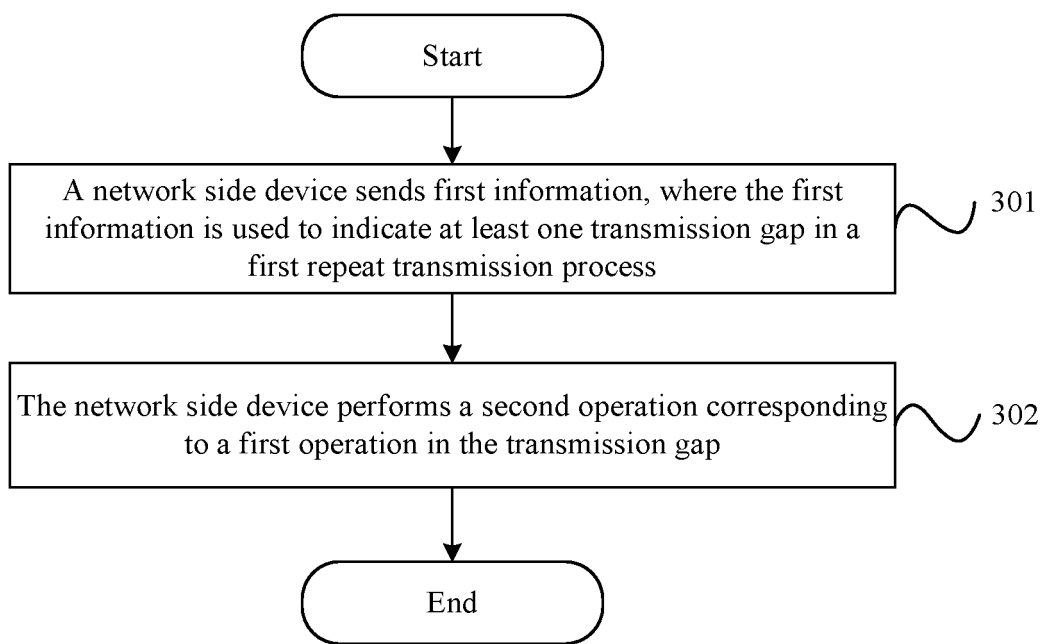 Start
A network side device sends first information, where the first
information is used to indicate at least one transmission gap in a
first repeat transmission process
301
The network side device performs a second operation corresponding
to a first operation in the transmission gap
302
End